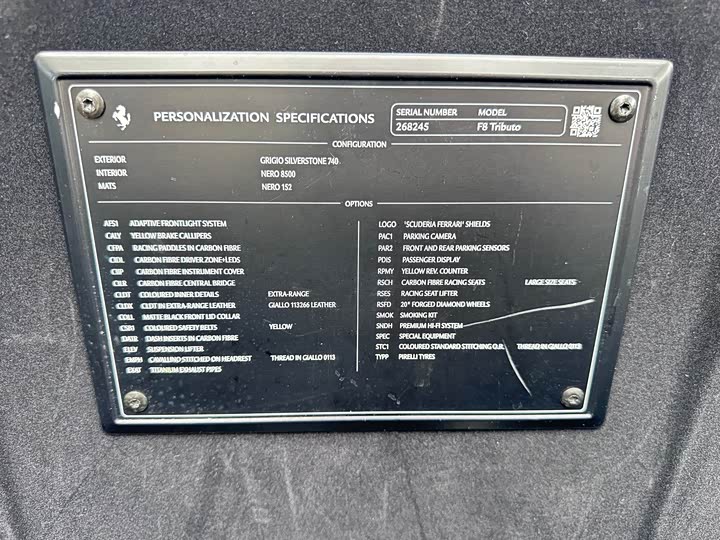 PERSONALIZATION SPECIFICATIONS
SERIAL NUMBER MODEL
268245 F8 Tributo
CONFIGURATION
EXTERIOR GRIGIO SILVERSTONE 740
INTERIOR NERO 8500
MATS NERO 152
OPTIONS
AFS1 ADAPTIVE FRONTLIGHT SYSTEM
CALY YELLOW BRAKE CALLIPERS
CFPA RACING PADDLES IN CARBON FIBRE
CIDL CARBON FIBRE DRIVER ZONE+LEDS
CIIP CARBON FIBRE INSTRUMENT COVER
CILR CARBON FIBRE CENTRAL BRIDGE
CLDT COLOURED INNER DETAILS EXTRA-RANGE
CLDX CLDT IN EXTRA-RANGE LEATHER GIALLO 113266 LEATHER
COLL MATTE BLACK FRONT LID COLLAR
CSBJ COLOURED SAFETY BELTS YELLOW
DATR DASH INSERTS IN CARBON FIBRE
ELEV SUSPENSION LIFTER
EMPH CAVALLINO STITCHED ON HEADREST THREAD IN GIALLO 0113
EXAT TITANIUM EXHAUST PIPES
LOGO 'SCUDERIA FERRARI' SHIELDS
PAC1 PARKING CAMERA
PAR2 FRONT AND REAR PARKING SENSORS
PDIS PASSENGER DISPLAY
RPMY YELLOW REV. COUNTER
RSCH CARBON FIBRE RACING SEATS LARGE SIZE SEATS
RSES RACING SEAT LIFTER
RSFD 20" FORGED DIAMOND WHEELS
SMOK SMOKING KIT
SNDH PREMIUM HI-FI SYSTEM
SPEC SPECIAL EQUIPMENT
STC1 COLOURED STANDARD STITCHING O.R. THREAD IN GIALLO 0113
TYPP PIRELLI TYRES